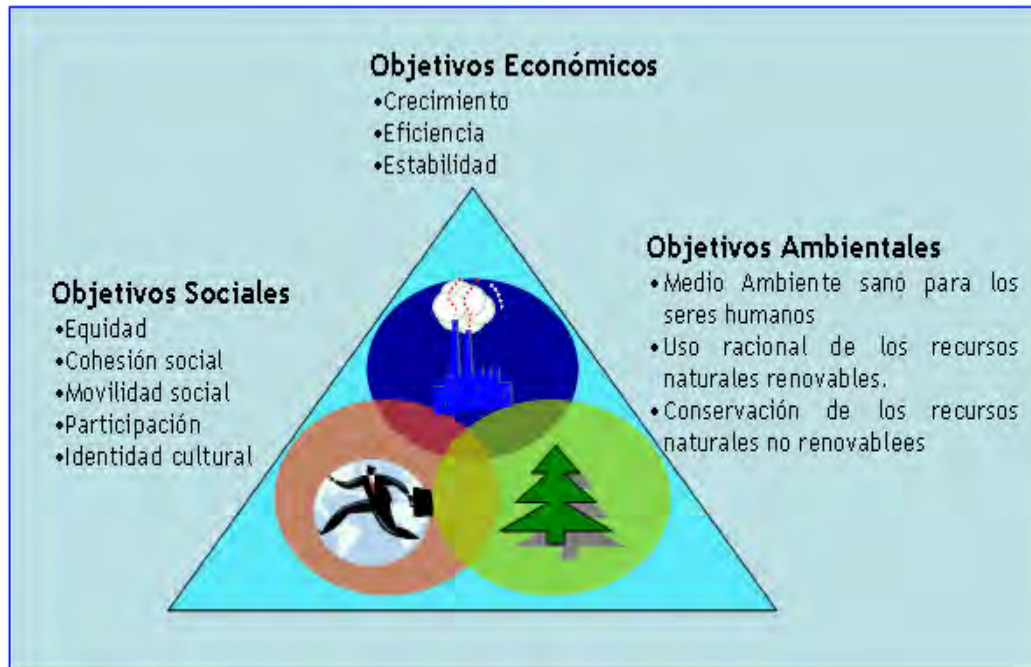 Objetivos Económicos
•Crecimiento
•Eficiencia
•Estabilidad
Objetivos Sociales
•Equidad
•Cohesión social
•Movilidad social
•Participación
•Identidad cultural
Objetivos Ambientales
•Medio Ambiente sano para los
seres humanos
•Uso racional de los recursos
naturales renovables.
•Conservación de los recursos
naturales no renovablees